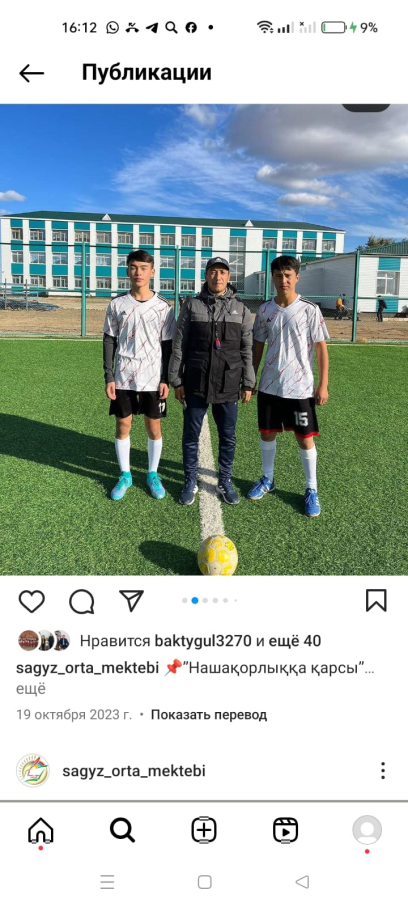 16:12
9%
Публикации
11
15
Нравится baktygul3270 и ещё 40
sagyz_orta_mektebi 📌"Нашақорлыққа қарсы"...
ещё
19 октября 2023 г. • Показать перевод
sagyz_orta_mektebi